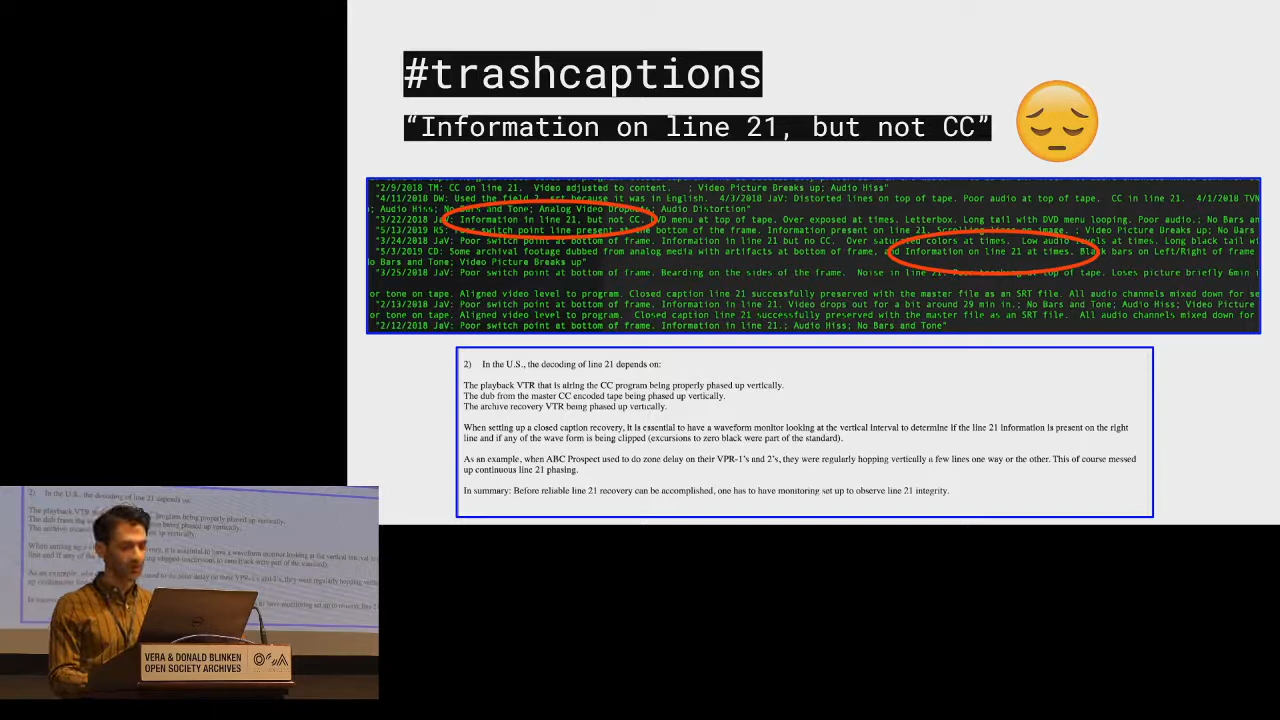 #trashcaptions
“Information on line 21, but not CC”
"2/9/2018 TM: CC on line 21. Video adjusted to content. ; Video Picture Breaks up; Audio Hiss"
"4/11/2018 DW: Used the field 2 .srt because it was in English. 4/3/2018 JaV: Distorted lines on top of tape. Poor audio at top of tape. CC in line 21. 4/1/2018 TVN
; Audio Hiss; No Bars and Tone; Analog Video Dropouts; Audio Distortion"
"3/22/2018 JaV: Information in line 21, but not CC. DVD menu at top of tape. Over exposed at times. Letterbox. Long tail with DVD menu looping. Poor audio.; No Bars an
"5/13/2019 RS: Poor switch point line present at the bottom of the frame. Information present on line 21. Scrolling lines on image. ; Video Picture Breaks up; No Bars
"3/24/2018 JaV: Poor switch point at bottom of frame. Information in line 21 but no CC. Over saturated colors at times. Low audio levels at times. Long black tail wi
"5/3/2019 CD: Some archival footage dubbed from analog media with artifacts at bottom of frame, and Information on line 21 at times. Black bars on Left/Right of frame
o Bars and Tone; Video Picture Breaks up"
"3/25/2018 JaV: Poor switch point at bottom of frame. Bearding on the sides of the frame. Noise in line 21. Poor tracking at top of tape. Loses picture briefly 6min i
or tone on tape. Aligned video level to program. Closed caption line 21 successfully preserved with the master file as an SRT file. All audio channels mixed down for se
"2/13/2018 JaV: Poor switch point at bottom of frame. Information in line 21. Video drops out for a bit around 29 min in.; No Bars and Tone; Audio Hiss; Video Picture
or tone on tape. Aligned video level to program. Closed caption line 21 successfully preserved with the master file as an SRT file. All audio channels mixed down for
"2/12/2018 JaV: Poor switch point at bottom of frame. Information in line 21.; Audio Hiss; No Bars and Tone"
2) In the U.S., the decoding of line 21 depends on:
The playback VTR that is airing the CC program being properly phased up vertically.
The dub from the master CC encoded tape being phased up vertically.
The archive recovery VTR being phased up vertically.
When setting up a closed caption recovery, it is essential to have a waveform monitor looking at the vertical interval to determine if the line 21 information is present on the right
line and if any of the wave form is being clipped (excursions to zero black were part of the standard).
As an example, when ABC Prospect used to do zone delay on their VPR-1's and 2's, they were regularly hopping vertically a few lines one way or the other. This of course messed
up continuous line 21 phasing.
In summary: Before reliable line 21 recovery can be accomplished, one has to have monitoring set up to observe line 21 integrity.
VERA & DONALD BLINKEN
OPEN SOCIETY ARCHIVES